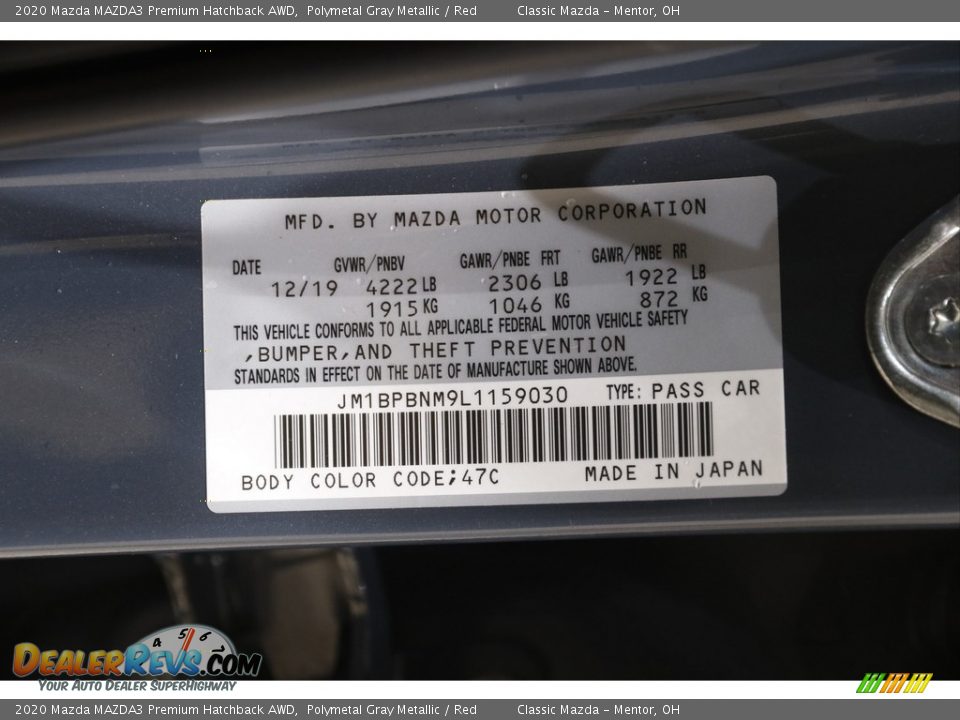 2020 Mazda MAZDA3 Premium Hatchback AWD, Polymetal Gray Metallic / Red Classic Mazda – Mentor, OH
MFD. BY MAZDA MOTOR CORPORATION
DATE GVWR/PNBV GAWR/PNBE FRT GAWR/PNBE RR
12/19 4222 LB 2306 LB 1922 LB
1915 KG 1046 KG 872 KG
THIS VEHICLE CONFORMS TO ALL APPLICABLE FEDERAL MOTOR VEHICLE SAFETY
,BUMPER,AND THEFT PREVENTION
STANDARDS IN EFFECT ON THE DATE OF MANUFACTURE SHOWN ABOVE.
JM1BPBNM9L1159030 TYPE: PASS CAR
BODY COLOR CODE;47C MADE IN JAPAN
4 5 6
DEALERREVS.COM
YOUR AUTO DEALER SUPERHIGHWAY
2020 Mazda MAZDA3 Premium Hatchback AWD, Polymetal Gray Metallic / Red Classic Mazda – Mentor, OH